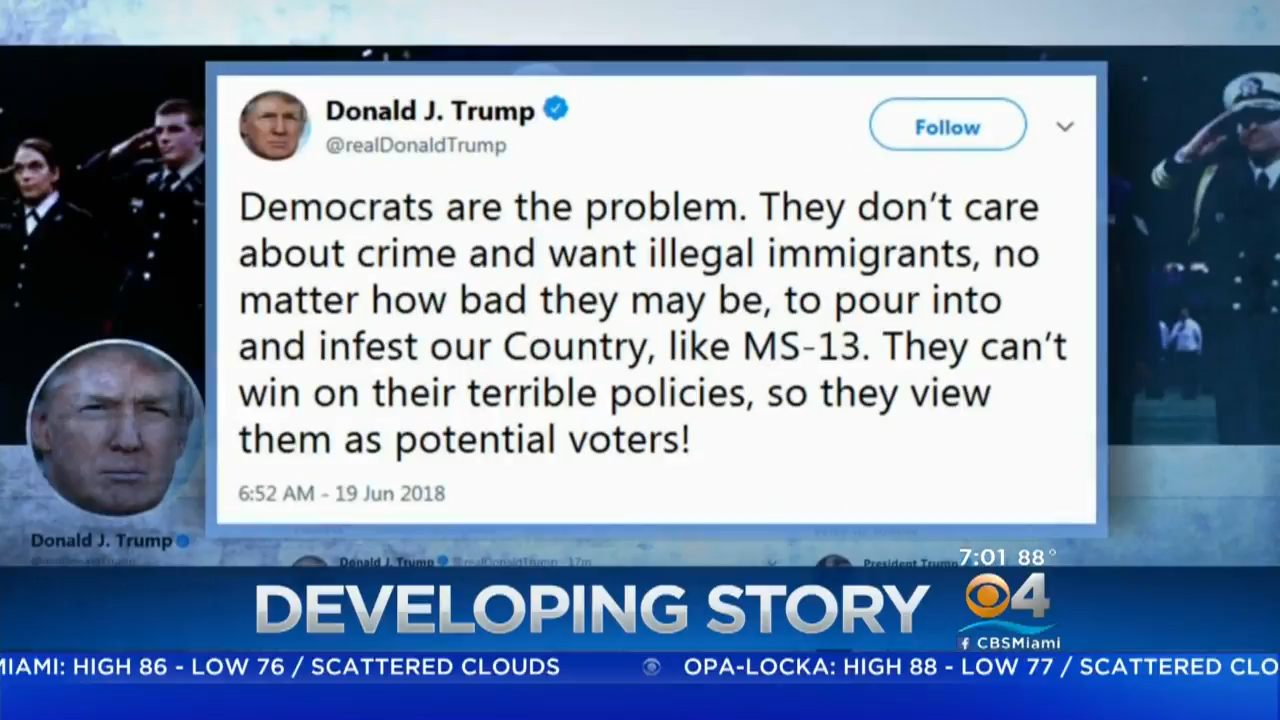 Donald J. Trump
@realDonaldTrump
Follow
Democrats are the problem. They don't care
about crime and want illegal immigrants, no
matter how bad they may be, to pour into
and infest our Country, like MS-13. They can't
win on their terrible policies, so they view
them as potential voters!
6:52 AM - 19 Jun 2018
Donald J. Trump
Donald J. Trump @realDonaldTrump 17m
President Trump
7:01 88°
DEVELOPING STORY
4
f CBSMiami
MIAMI: HIGH 86 - LOW 76 / SCATTERED CLOUDS OPA-LOCKA: HIGH 88 - LOW 77 / SCATTERED CLO